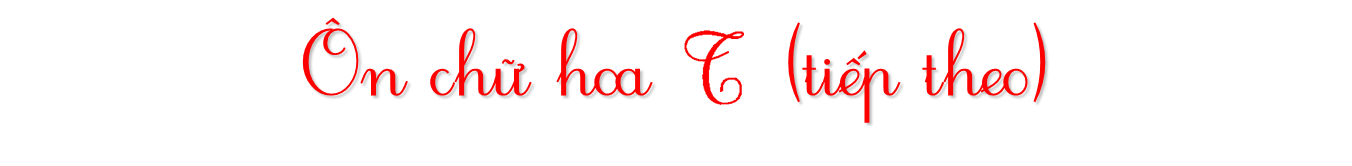 Ôn chữ hoa T (tiếp theo)